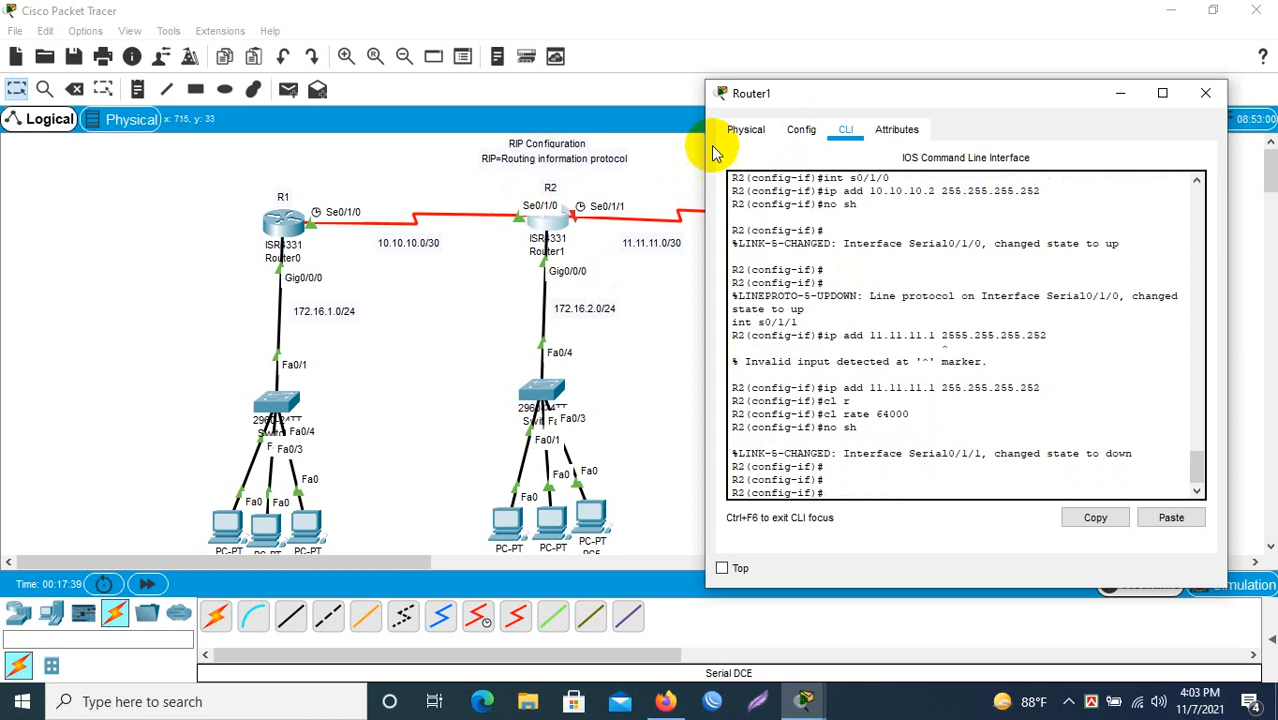 Cisco Packet Tracer
File Edit Options View Tools Extensions Help
Logical Physical x: 715, y: 33
08:53:00
RIP Configuration
RIP=Routing information protocol
R1
Se0/1/0
ISR4331
Router0
Gig0/0/0
10.10.10.0/30
172.16.1.0/24
Fa0/1
Fa0/4
Fa0/3
Fa0
Fa0
Fa0
PC-PT
PC-PT
PC-PT
R2
Se0/1/0
Se0/1/1
Router1
Gig0/0/0
11.11.11.0/30
172.16.2.0/24
Fa0/4
Fa0/3
Fa0/1
Fa0
Fa0
Fa0
PC-PT
PC-PT
PC-PT
Router1
Physical Config CLI Attributes
IOS Command Line Interface
R2(config-if)#int s0/1/0
R2(config-if)#ip add 10.10.10.2 255.255.255.252
R2(config-if)#no sh
R2(config-if)#
%LINK-5-CHANGED: Interface Serial0/1/0, changed state to up
R2(config-if)#
R2(config-if)#
%LINEPROTO-5-UPDOWN: Line protocol on Interface Serial0/1/0, changed
state to up
int s0/1/1
R2(config-if)#ip add 11.11.11.1 2555.255.255.252
^
% Invalid input detected at '^' marker.
R2(config-if)#ip add 11.11.11.1 255.255.255.252
R2(config-if)#cl r
R2(config-if)#cl rate 64000
R2(config-if)#no sh
%LINK-5-CHANGED: Interface Serial0/1/1, changed state to down
R2(config-if)#
R2(config-if)#
R2(config-if)#
Ctrl+F6 to exit CLI focus
Copy
Paste
Top
Time: 00:17:39
Simulation
Serial DCE
Type here to search
88°F
4:03 PM
11/7/2021
4